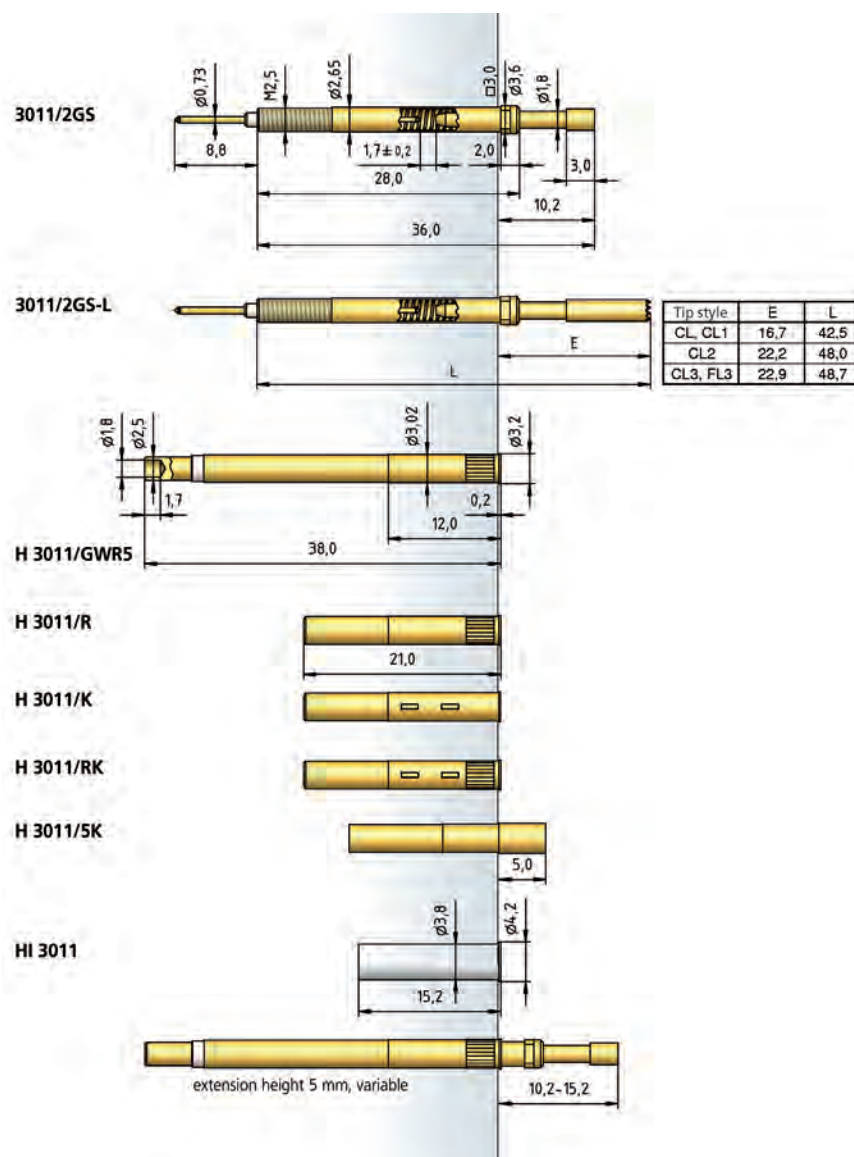 3011/2GS
ø0,73
M2,5
ø2,65
□3,0
ø3,6
ø1,8
8,8
1,7± 0,2
2,0
3,0
28,0
10,2
36,0
3011/2GS-L
E
L
Tip style E L
CL, CL1 16,7 42,5
CL2 22,2 48,0
CL3, FL3 22,9 48,7
ø1,8
ø2,5
ø3,02
ø3,2
1,7
0,2
12,0
38,0
H 3011/GWR5
H 3011/R
21,0
H 3011/K
H 3011/RK
H 3011/5K
5,0
ø3,8
ø4,2
HI 3011
15,2
extension height 5 mm, variable
10,2-15,2